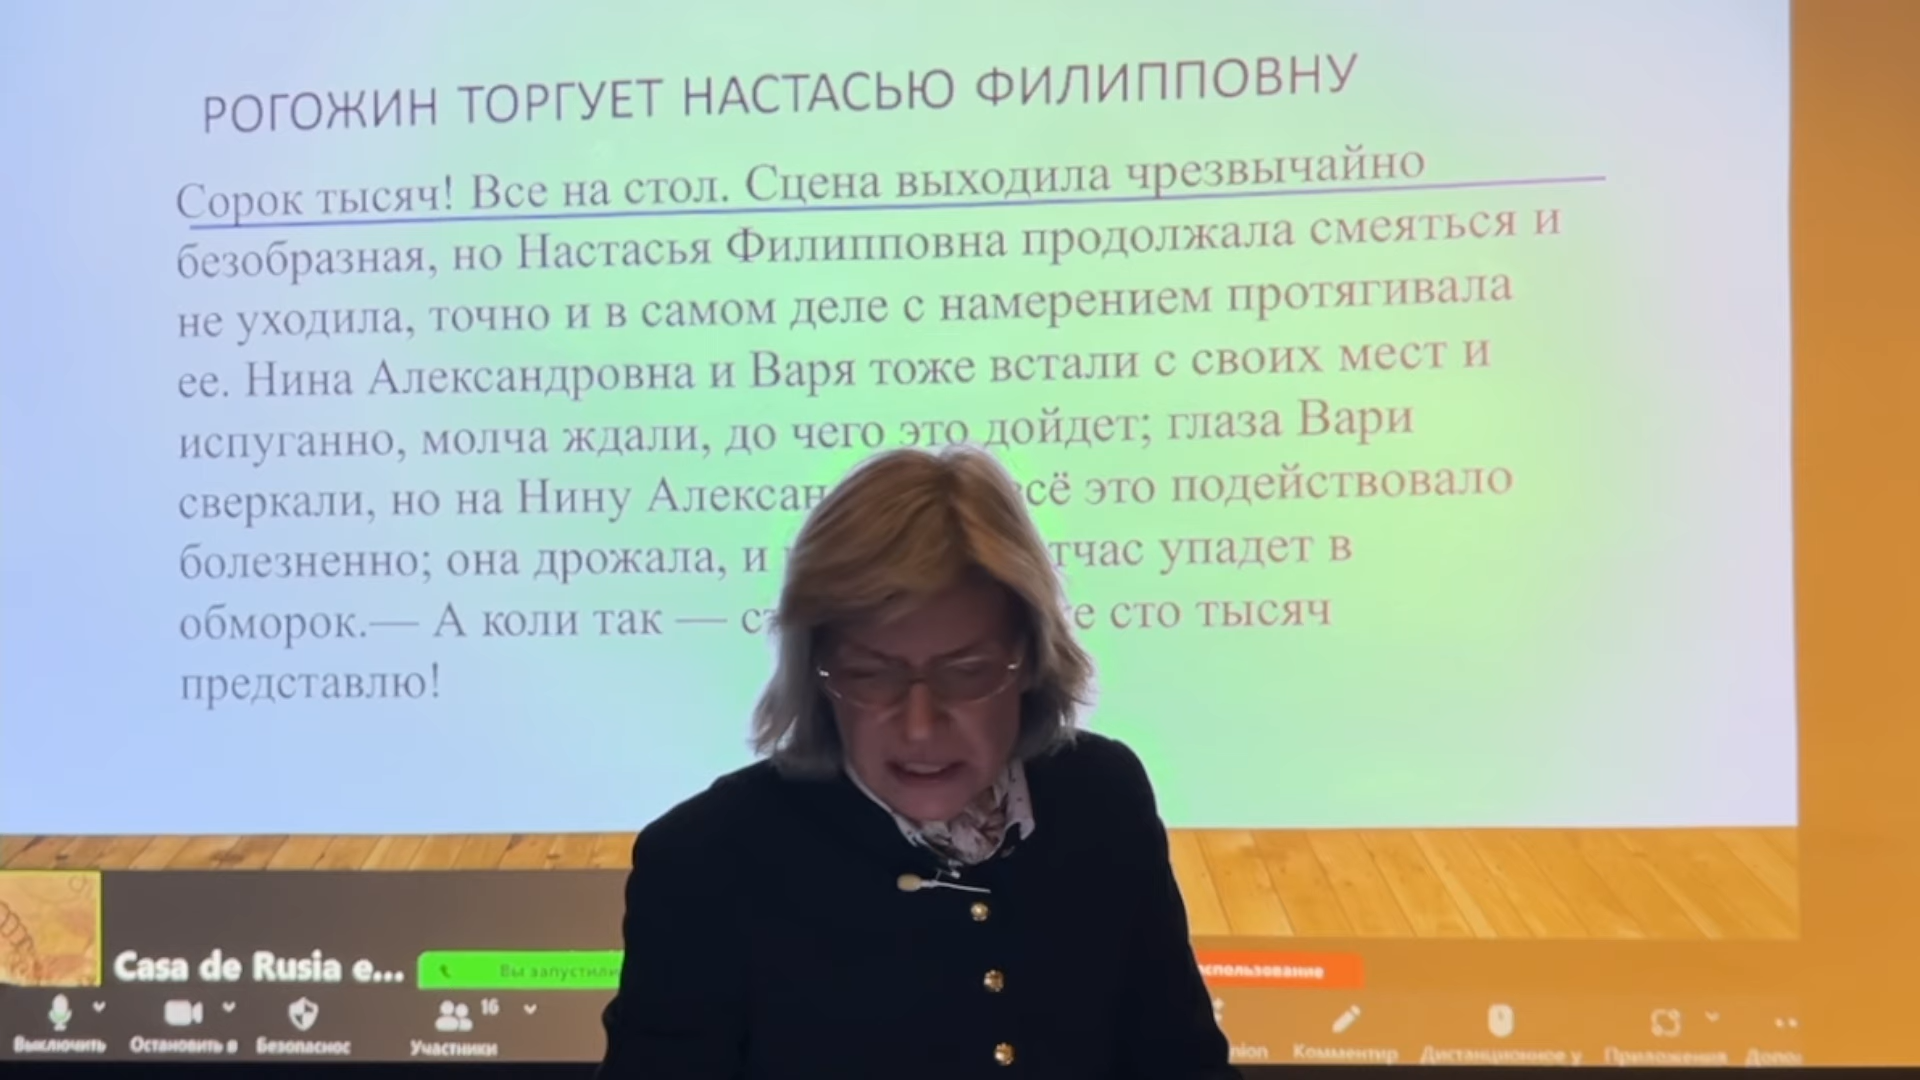 РОГОЖИН ТОРГУЕТ НАСТАСЬЮ ФИЛИППОВНУ
Сорок тысяч! Все на стол. Сцена выходила чрезвычайно
безобразная, но Настасья Филипповна продолжала смеяться и
не уходила, точно и в самом деле с намерением протягивала
ее. Нина Александровна и Варя тоже встали с своих мест и
испуганно, молча ждали, до чего это дойдет; глаза Вари
сверкали, но на Нину это подействовало
болезненно; она дрожала, и упадет в
обморок.— А коли так — сто тысяч
представлю!
Casa de Rusia e...
Вы запустили
16
Выключить Остановить в Безопаснос Участники Комментир Дистанционное у Приложения